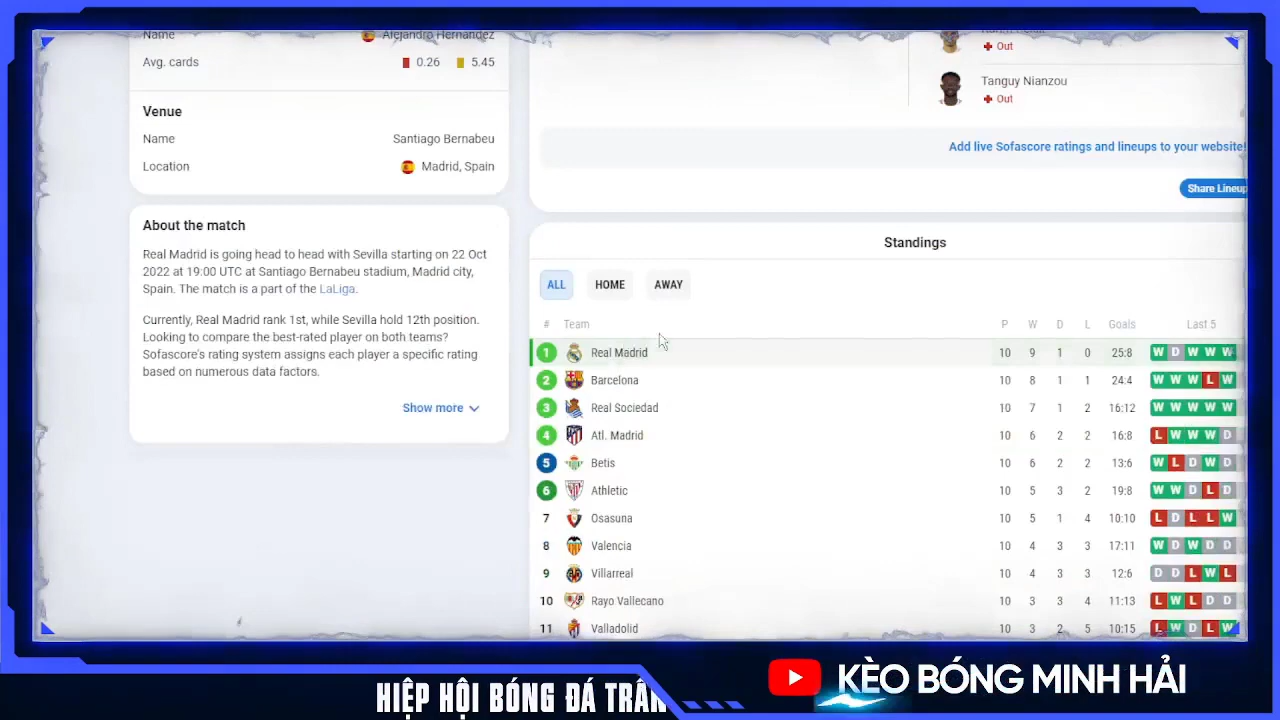 Name Alejandro Hernández
Avg. cards 0.26 5.45
Venue
Name Santiago Bernabeu
Location Madrid, Spain
About the match
Real Madrid is going head to head with Sevilla starting on 22 Oct
2022 at 19:00 UTC at Santiago Bernabeu stadium, Madrid city,
Spain. The match is a part of the LaLiga.
Currently, Real Madrid rank 1st, while Sevilla hold 12th position.
Looking to compare the best-rated player on both teams?
Sofascore's rating system assigns each player a specific rating
based on numerous data factors.
Show more
Out
Tanguy Nianzou
Out
Add live Sofascore ratings and lineups to your website!
Share Lineup
Standings
ALL HOME AWAY
# Team P W D L Goals Last 5
1 Real Madrid 10 9 1 0 25:8 W D W W W
2 Barcelona 10 8 1 1 24:4 W W W L W
3 Real Sociedad 10 7 1 2 16:12 W W W W W
4 Atl. Madrid 10 6 2 2 16:8 L W W W D
5 Betis 10 6 2 2 13:6 W L D W D
6 Athletic 10 5 3 2 19:8 W W D L D
7 Osasuna 10 5 1 4 10:10 L D L L W
8 Valencia 10 4 3 3 17:11 W D W D D
9 Villarreal 10 4 3 3 12:6 D D L W L
10 Rayo Vallecano 10 3 3 4 11:13 L W L D D
11 Valladolid 10 3 2 5 10:15 L W D L W
HIỆP HỘI BÓNG ĐÁ TRÂN
KÈO BÓNG MINH HẢI